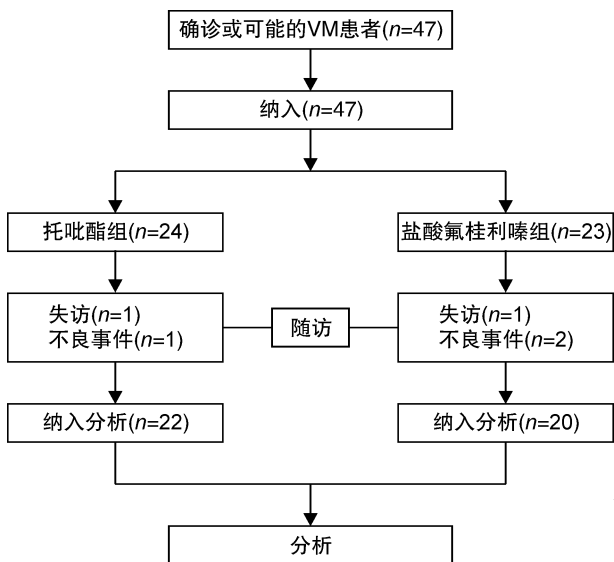 确诊或可能的VM患者(n=47)
纳入(n=47)
托吡酯组(n=24)
盐酸氟桂利嗪组(n=23)
失访(n=1)
不良事件(n=1)
随访
失访(n=1)
不良事件(n=2)
纳入分析(n=22)
纳入分析(n=20)
分析